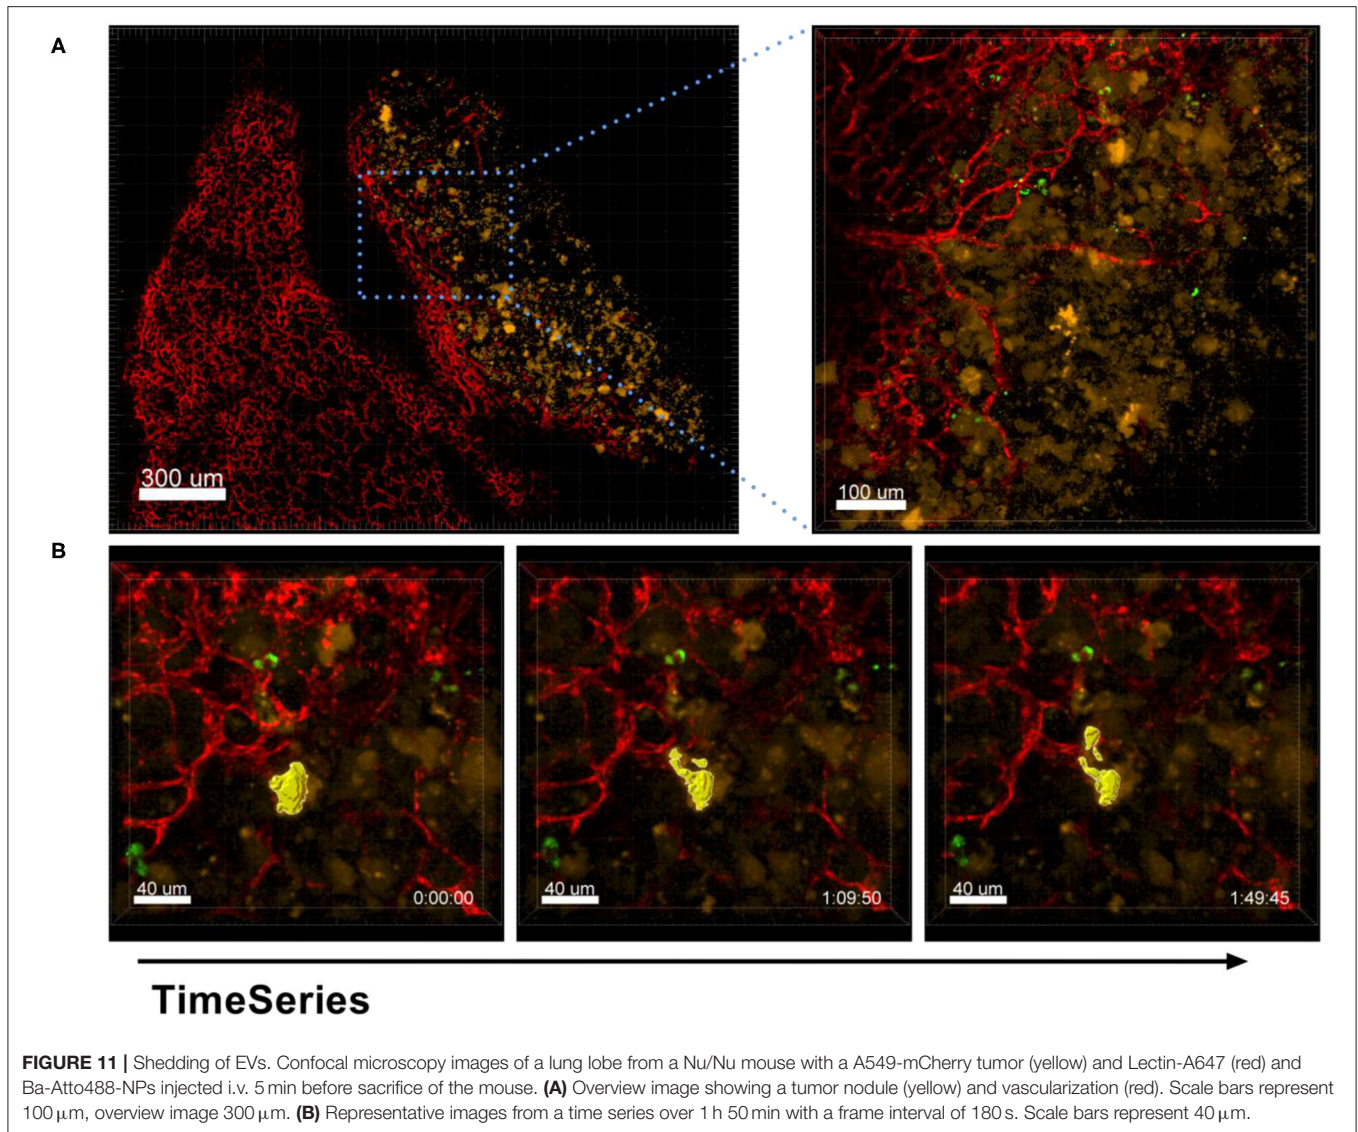 A
300 um
100 um
B
40 um
0:00:00
40 um
1:09:50
40 um
1:49:45
TimeSeries
FIGURE 11 | Shedding of EVs. Confocal microscopy images of a lung lobe from a Nu/Nu mouse with a A549-mCherry tumor (yellow) and Lectin-A647 (red) and
Ba-Atto488-NPs injected i.v. 5 min before sacrifice of the mouse. (A) Overview image showing a tumor nodule (yellow) and vascularization (red). Scale bars represent
100 μm, overview image 300 μm. (B) Representative images from a time series over 1 h 50 min with a frame interval of 180 s. Scale bars represent 40 μm.